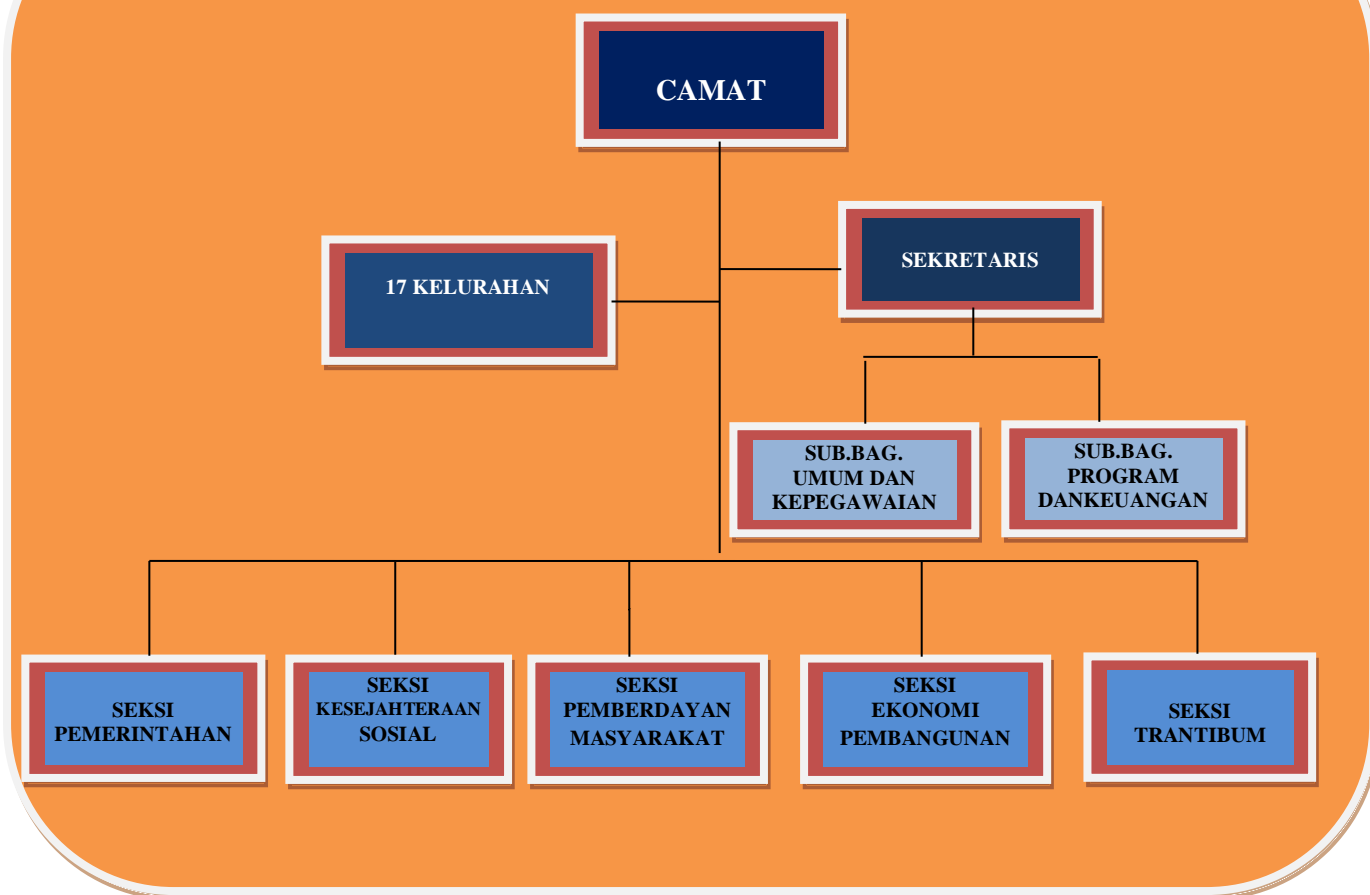 CAMAT
17 KELURAHAN
SEKRETARIS
SUB.BAG.
UMUM DAN
KEPEGAWAIAN
SUB.BAG.
PROGRAM
DANKEUANGAN
SEKSI
PEMERINTAHAN
SEKSI
KESEJAHTERAAN
SOSIAL
SEKSI
PEMBERDAYAN
MASYARAKAT
SEKSI
EKONOMI
PEMBANGUNAN
SEKSI
TRANTIBUM